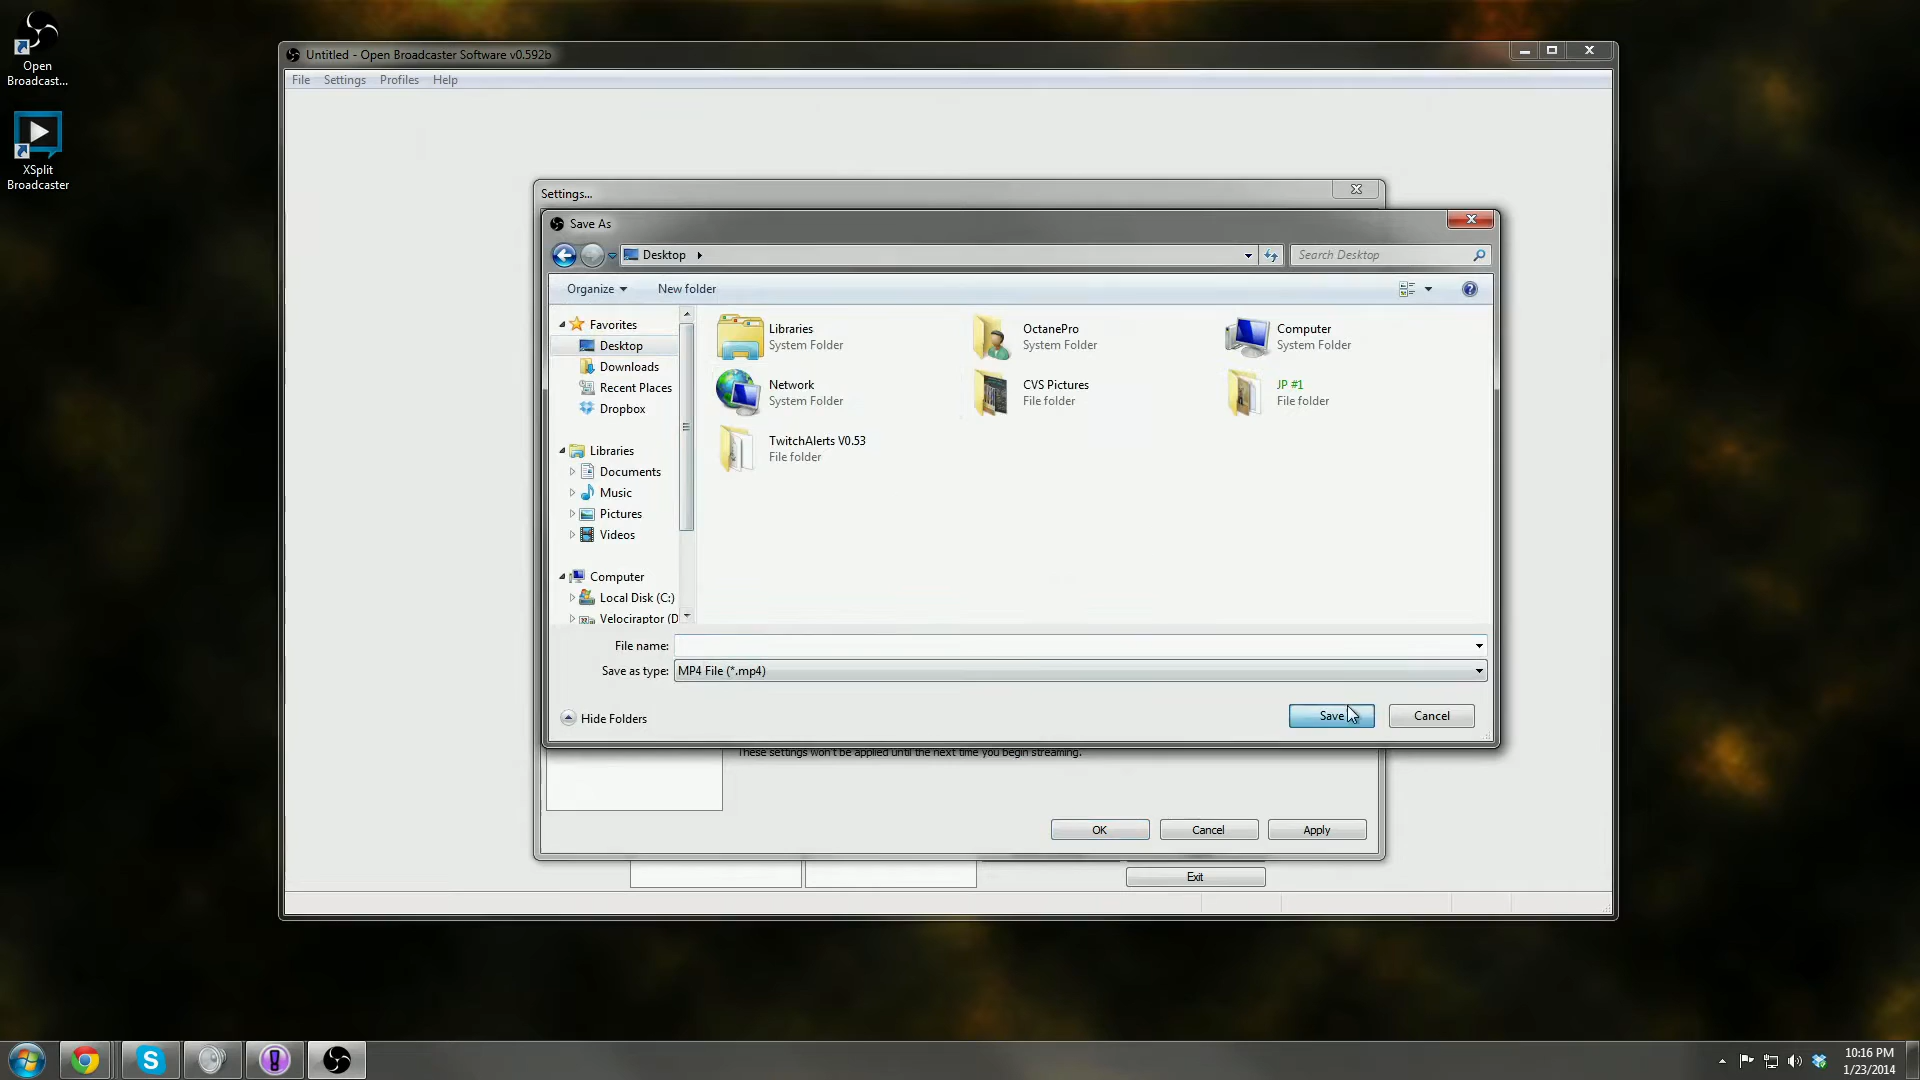 Open
Broadcast...
XSplit
Broadcaster
Untitled - Open Broadcaster Software v0.592b
File Settings Profiles Help
Settings...
Save As
Desktop
Search Desktop
Organize New folder
Favorites
Desktop
Downloads
Recent Places
Dropbox
Libraries
Documents
Music
Pictures
Videos
Computer
Local Disk (C:)
Velociraptor (D
Libraries
System Folder
OctanePro
System Folder
Computer
System Folder
Network
System Folder
CVS Pictures
File folder
JP #1
File folder
TwitchAlerts V0.53
File folder
File name:
Save as type: MP4 File (*.mp4)
Hide Folders
Save Cancel
These settings won't be applied until the next time you begin streaming.
OK Cancel Apply
Exit
10:16 PM
1/23/2014